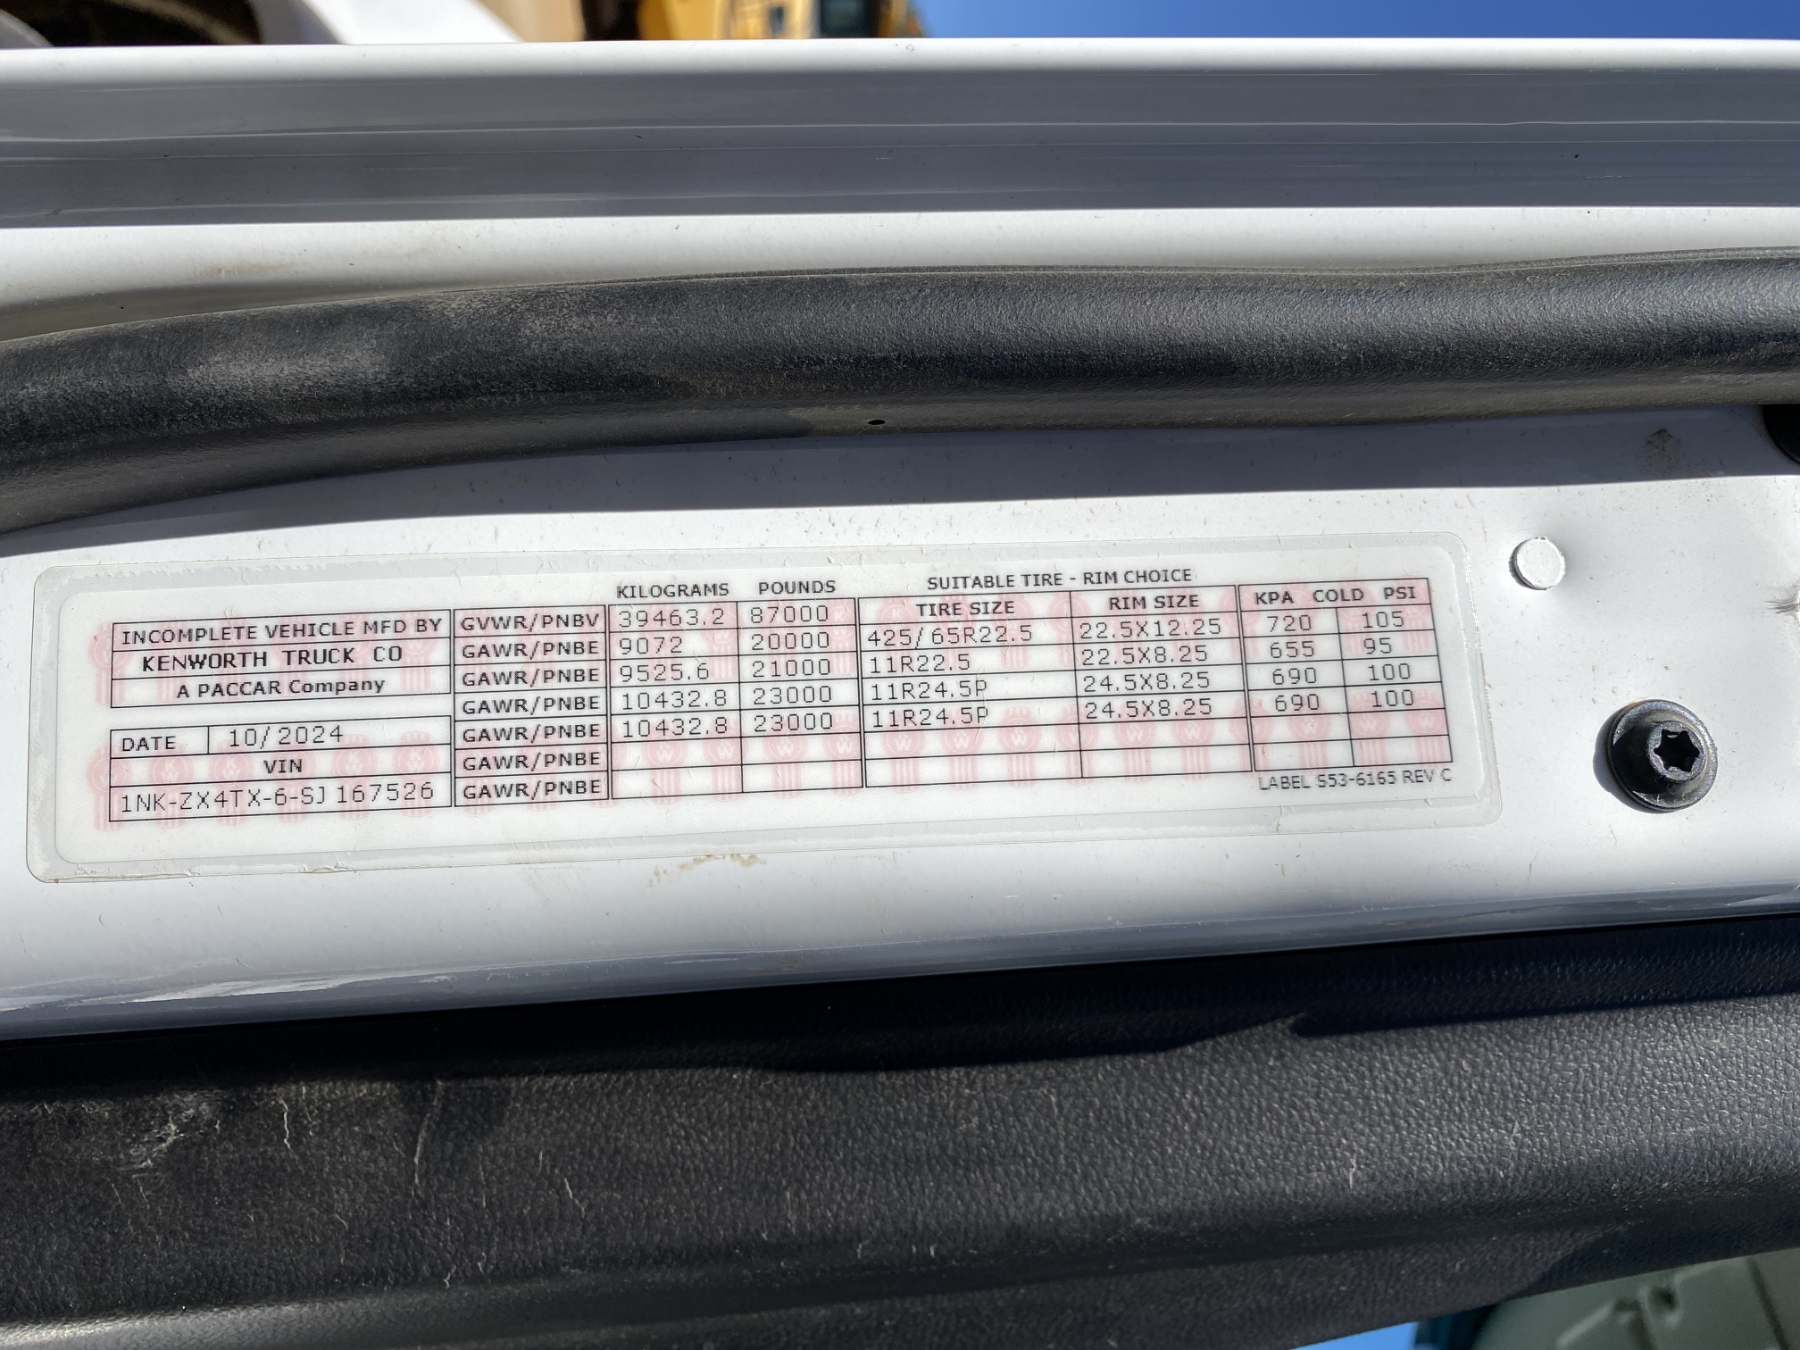 KILOGRAMS POUNDS SUITABLE TIRE - RIM CHOICE
TIRE SIZE RIM SIZE KPA COLD PSI
INCOMPLETE VEHICLE MFD BY GVWR/PNBV 39463.2 87000
KENWORTH TRUCK CO GAWR/PNBE 9072 20000 425/65R22.5 22.5X12.25 720 105
A PACCAR Company GAWR/PNBE 9525.6 21000 11R22.5 22.5X8.25 655 95
GAWR/PNBE 10432.8 23000 11R24.5P 24.5X8.25 690 100
DATE 10/2024 GAWR/PNBE 10432.8 23000 11R24.5P 24.5X8.25 690 100
VIN GAWR/PNBE
1NK-ZX4TX-6-SJ167526 GAWR/PNBE
LABEL S53-6165 REV C